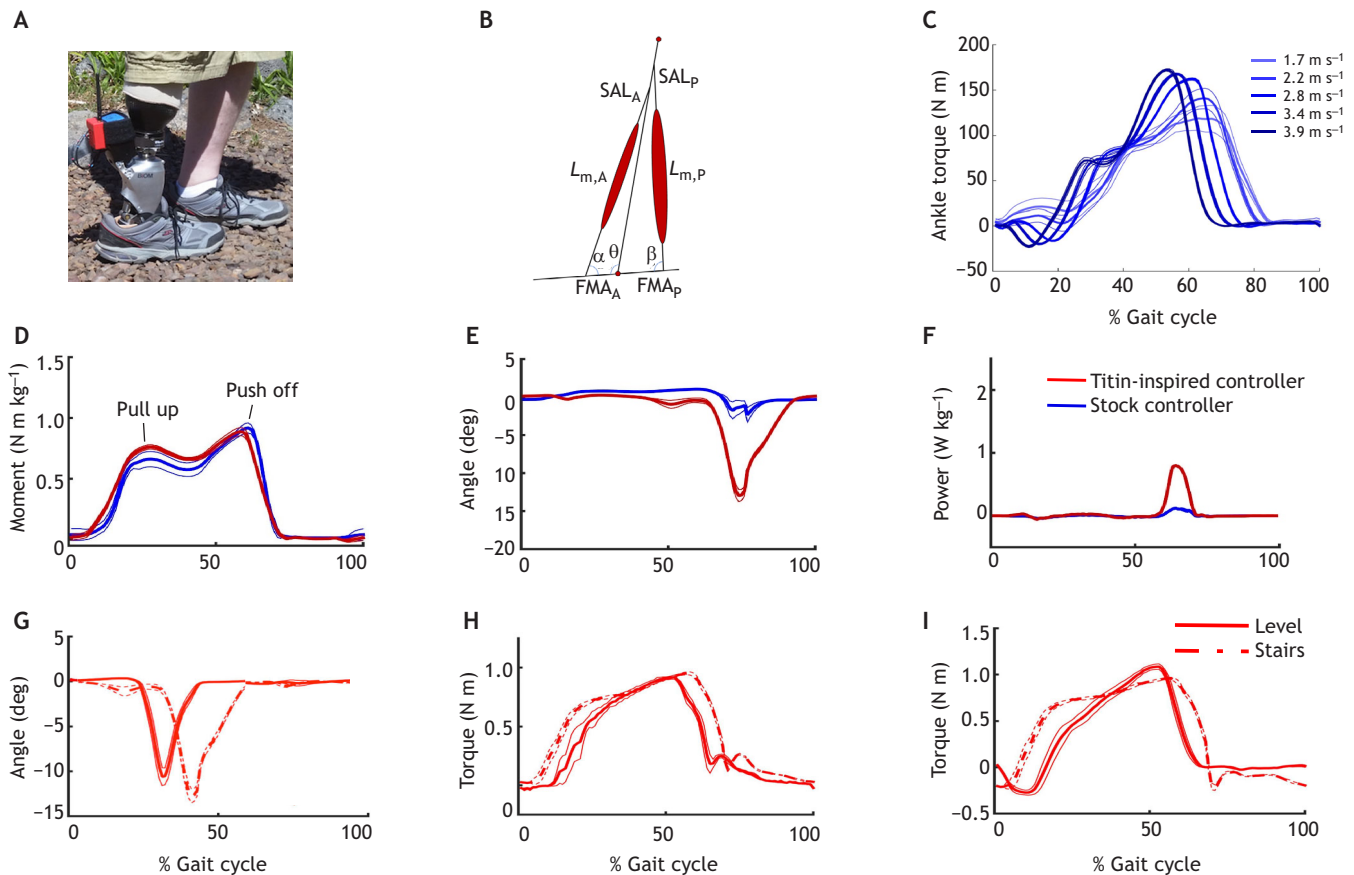 A
BiOM
B
SAL_A
SAL_P
L_m,A
L_m,P
α
θ
β
FMA_A
FMA_P
C
Ankle torque (N m)
200
150
100
50
0
−50
0 20 40 60 80 100
% Gait cycle
1.7 m s⁻¹
2.2 m s⁻¹
2.8 m s⁻¹
3.4 m s⁻¹
3.9 m s⁻¹
D
Moment (N m kg⁻¹)
1.5
1.0
0.5
0
0 50 100
Pull up
Push off
E
Angle (deg)
5
0
−5
10
15
−20
0 50 100
F
Power (W kg⁻¹)
2
1
0
0 50 100
Titin-inspired controller
Stock controller
G
Angle (deg)
5
0
−5
−10
−15
0 50 100
% Gait cycle
H
Torque (N m)
1.0
0.5
0
0 50 100
% Gait cycle
I
Torque (N m)
1.5
1.0
0.5
0
−0.5
0 50 100
% Gait cycle
Level
Stairs